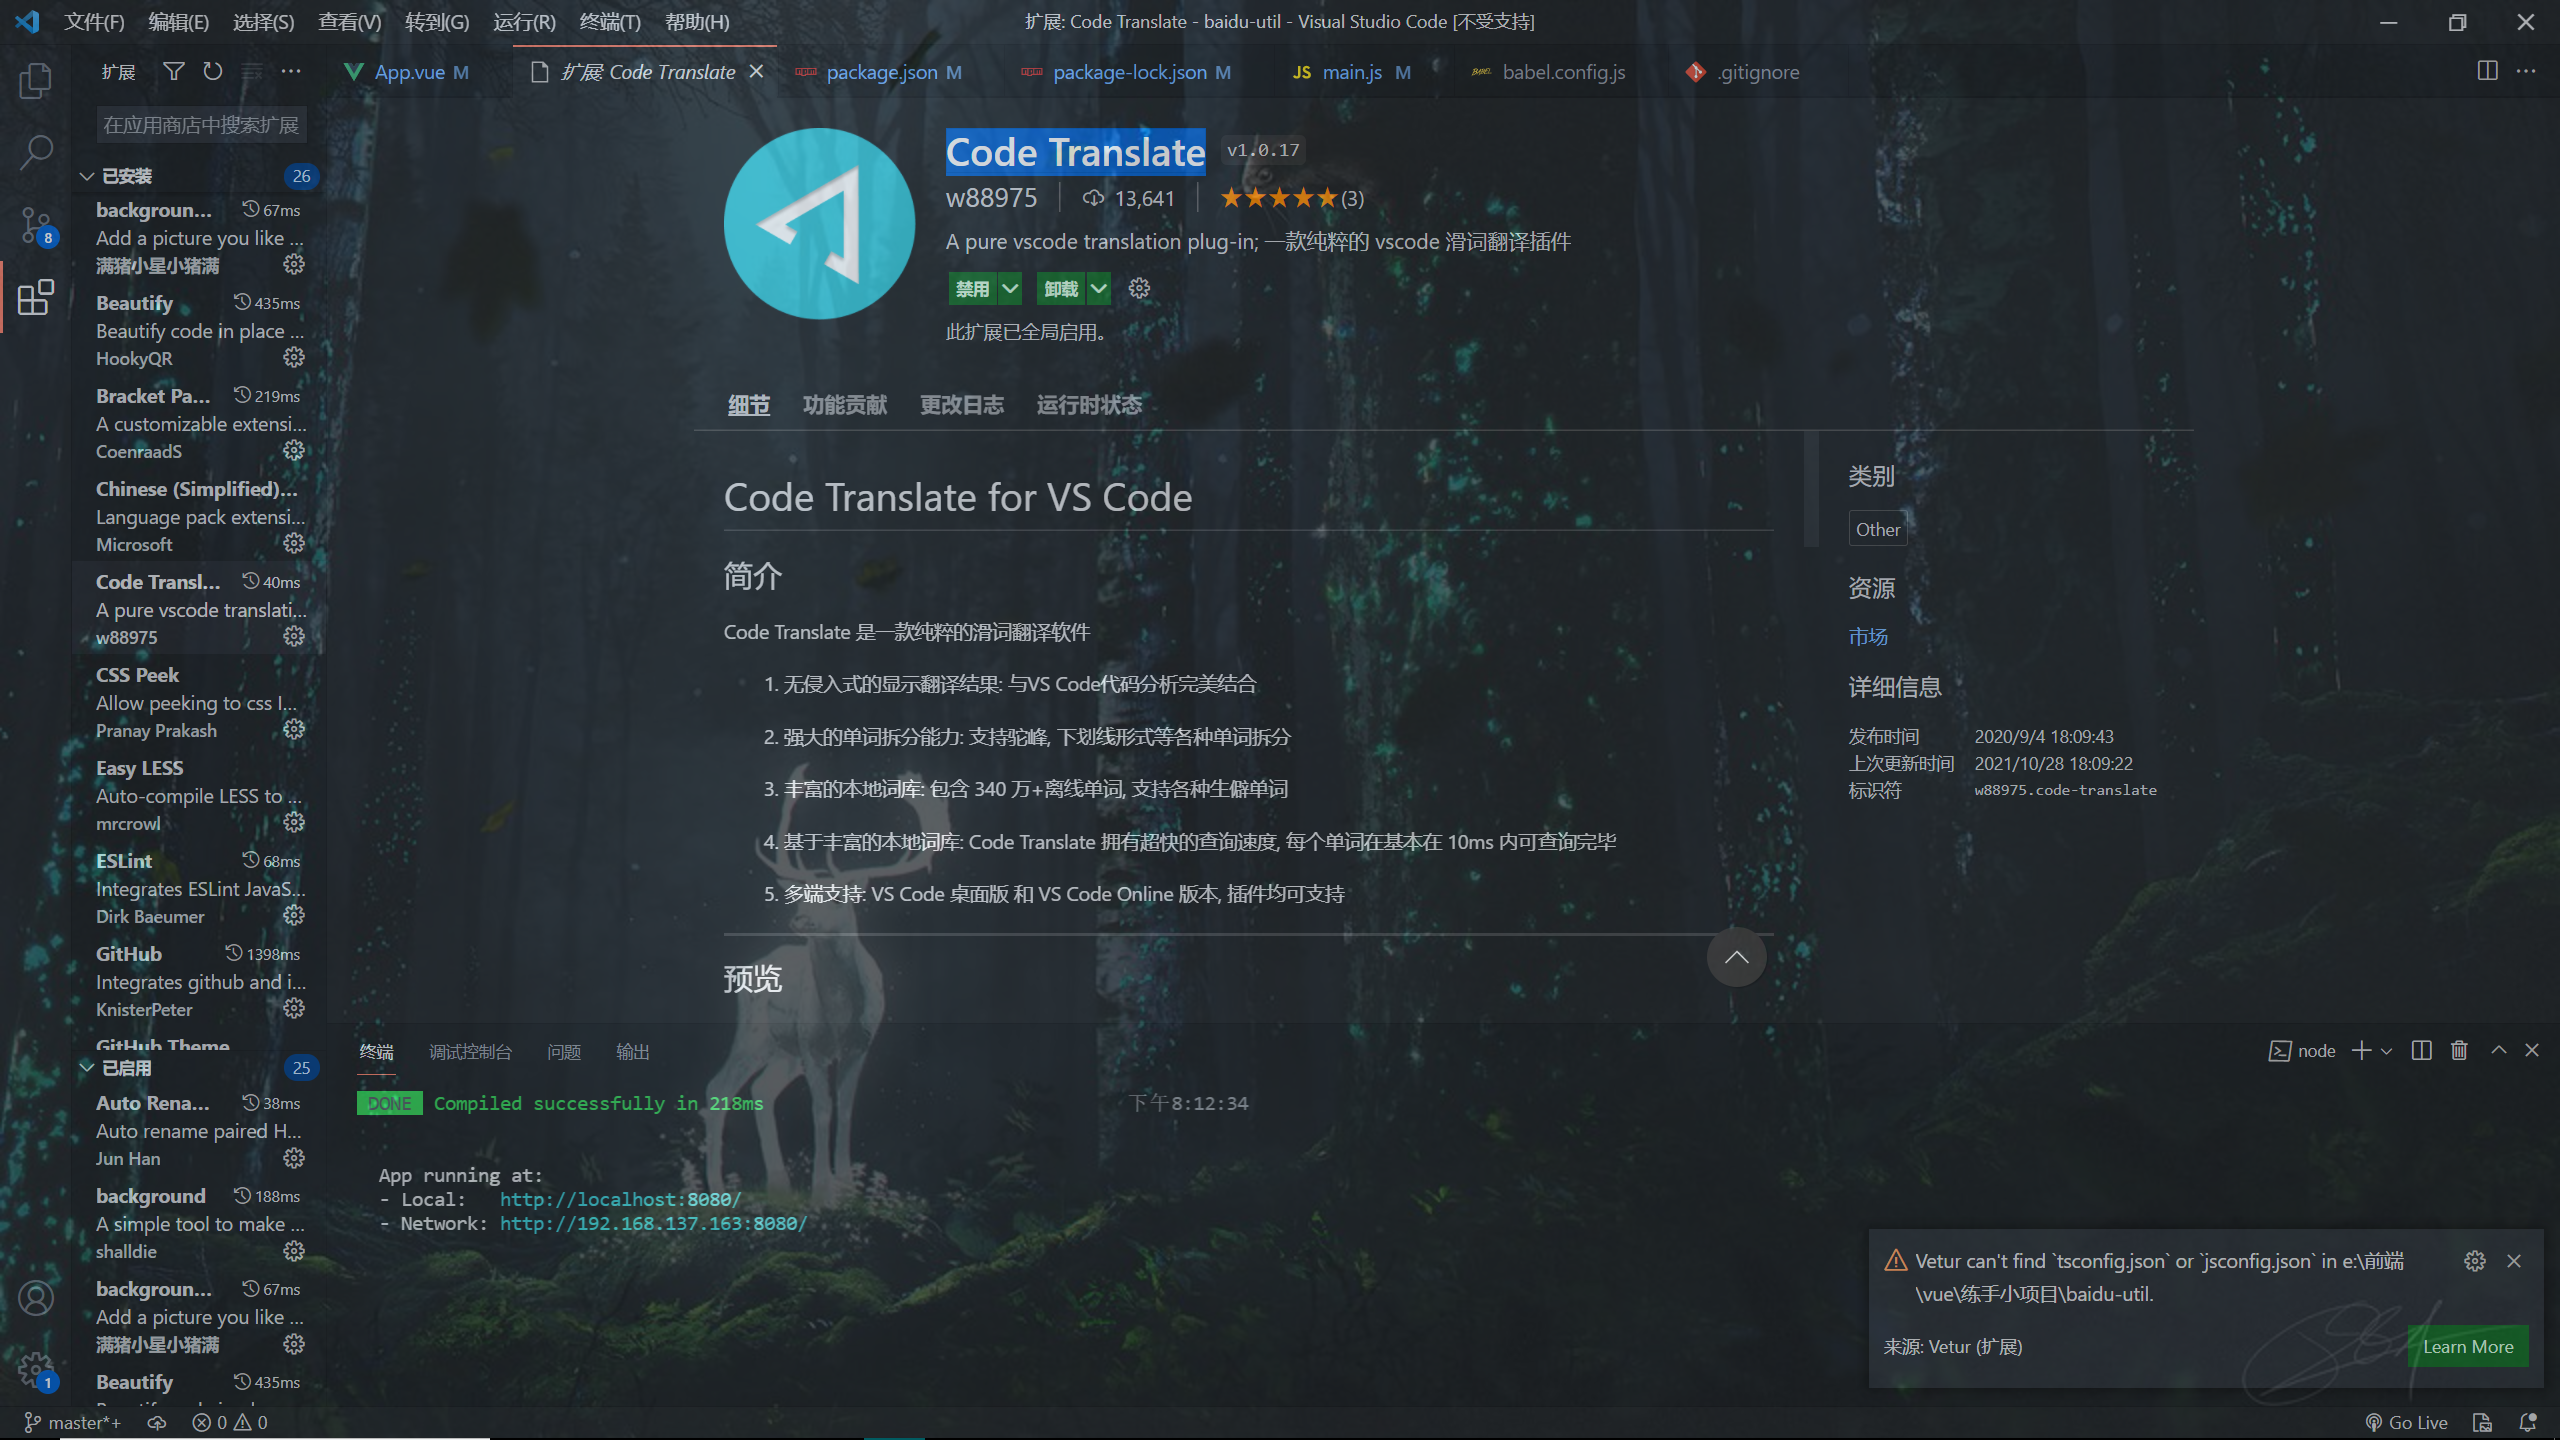 文件(F) 编辑(E) 选择(S) 查看(V) 转到(G) 运行(R) 终端(T) 帮助(H)
扩展: Code Translate - baidu-util - Visual Studio Code [不受支持]
扩展
App.vue M
扩展: Code Translate
package.json M
package-lock.json M
JS main.js M
babel.config.js
.gitignore
在应用商店中搜索扩展
已安装 26
backgroun... 67ms
Add a picture you like ...
满猪小星小猪满
Beautify 435ms
Beautify code in place ...
HookyQR
Bracket Pa... 219ms
A customizable extensi...
CoenraadS
Chinese (Simplified)...
Language pack extensi...
Microsoft
Code Transl... 40ms
A pure vscode translati...
w88975
CSS Peek
Allow peeking to css I...
Pranay Prakash
Easy LESS
Auto-compile LESS to ...
mrcrowl
ESLint 68ms
Integrates ESLint JavaS...
Dirk Baeumer
GitHub 1398ms
Integrates github and i...
KnisterPeter
GitHub Theme
已启用 25
Auto Rena... 38ms
Auto rename paired H...
Jun Han
background 188ms
A simple tool to make ...
shalldie
backgroun... 67ms
Add a picture you like ...
满猪小星小猪满
Beautify 435ms
8
1
Code Translate v1.0.17
w88975 13,641 (3)
A pure vscode translation plug-in; 一款纯粹的 vscode 滑词翻译插件
禁用 卸载
此扩展已全局启用。
细节 功能贡献 更改日志 运行时状态
Code Translate for VS Code
简介
Code Translate 是一款纯粹的滑词翻译软件
1. 无侵入式的显示翻译结果: 与VS Code代码分析完美结合
2. 强大的单词拆分能力: 支持驼峰, 下划线形式等各种单词拆分
3. 丰富的本地词库: 包含 340 万+离线单词, 支持各种生僻单词
4. 基于丰富的本地词库: Code Translate 拥有超快的查询速度, 每个单词在基本在 10ms 内可查询完毕
5. 多端支持: VS Code 桌面版 和 VS Code Online 版本, 插件均可支持
预览
类别
Other
资源
市场
详细信息
发布时间 2020/9/4 18:09:43
上次更新时间 2021/10/28 18:09:22
标识符 w88975.code-translate
终端 调试控制台 问题 输出
node
DONE Compiled successfully in 218ms 下午8:12:34
App running at:
- Local: http://localhost:8080/
- Network: http://192.168.137.163:8080/
Vetur can't find `tsconfig.json` or `jsconfig.json` in e:\前端
\vue\练手小项目\baidu-util.
来源: Vetur (扩展)
Learn More
master*+ 0 0
Go Live